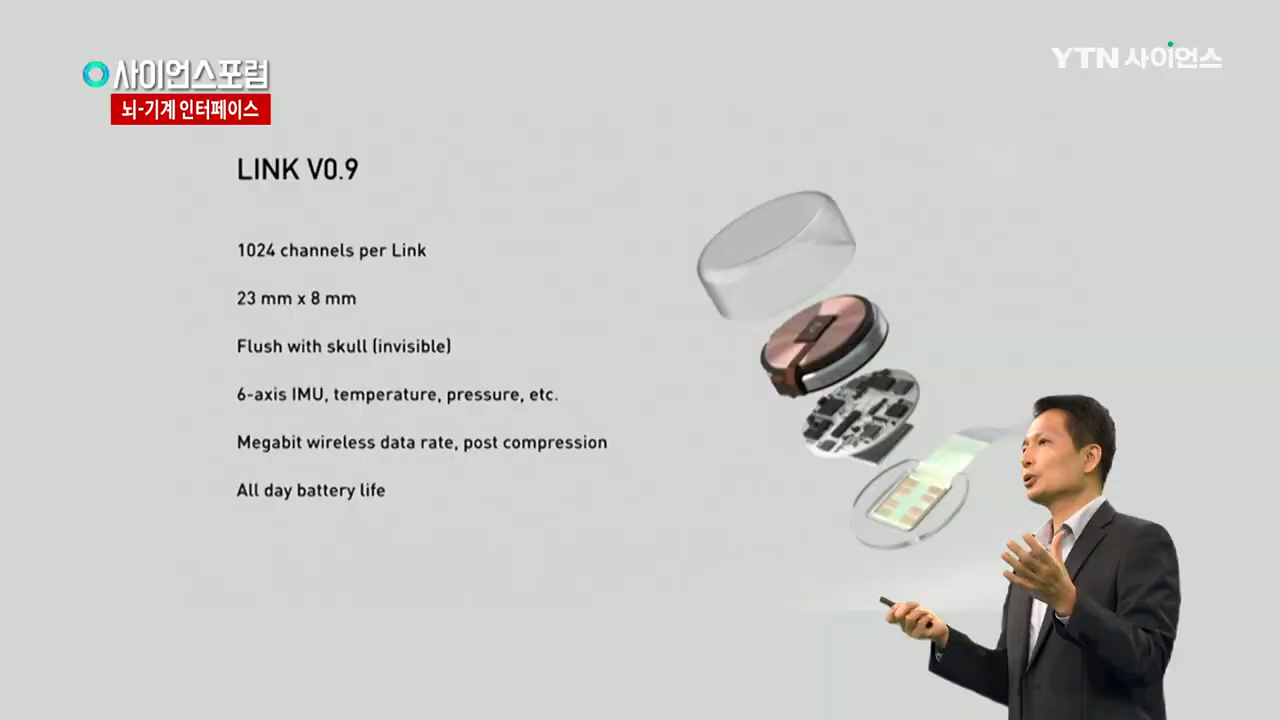 사이언스포럼
YTN 사이언스
뇌-기계 인터페이스
LINK V0.9
1024 channels per Link
23 mm x 8 mm
Flush with skull (invisible)
6-axis IMU, temperature, pressure, etc.
Megabit wireless data rate, post compression
All day battery life